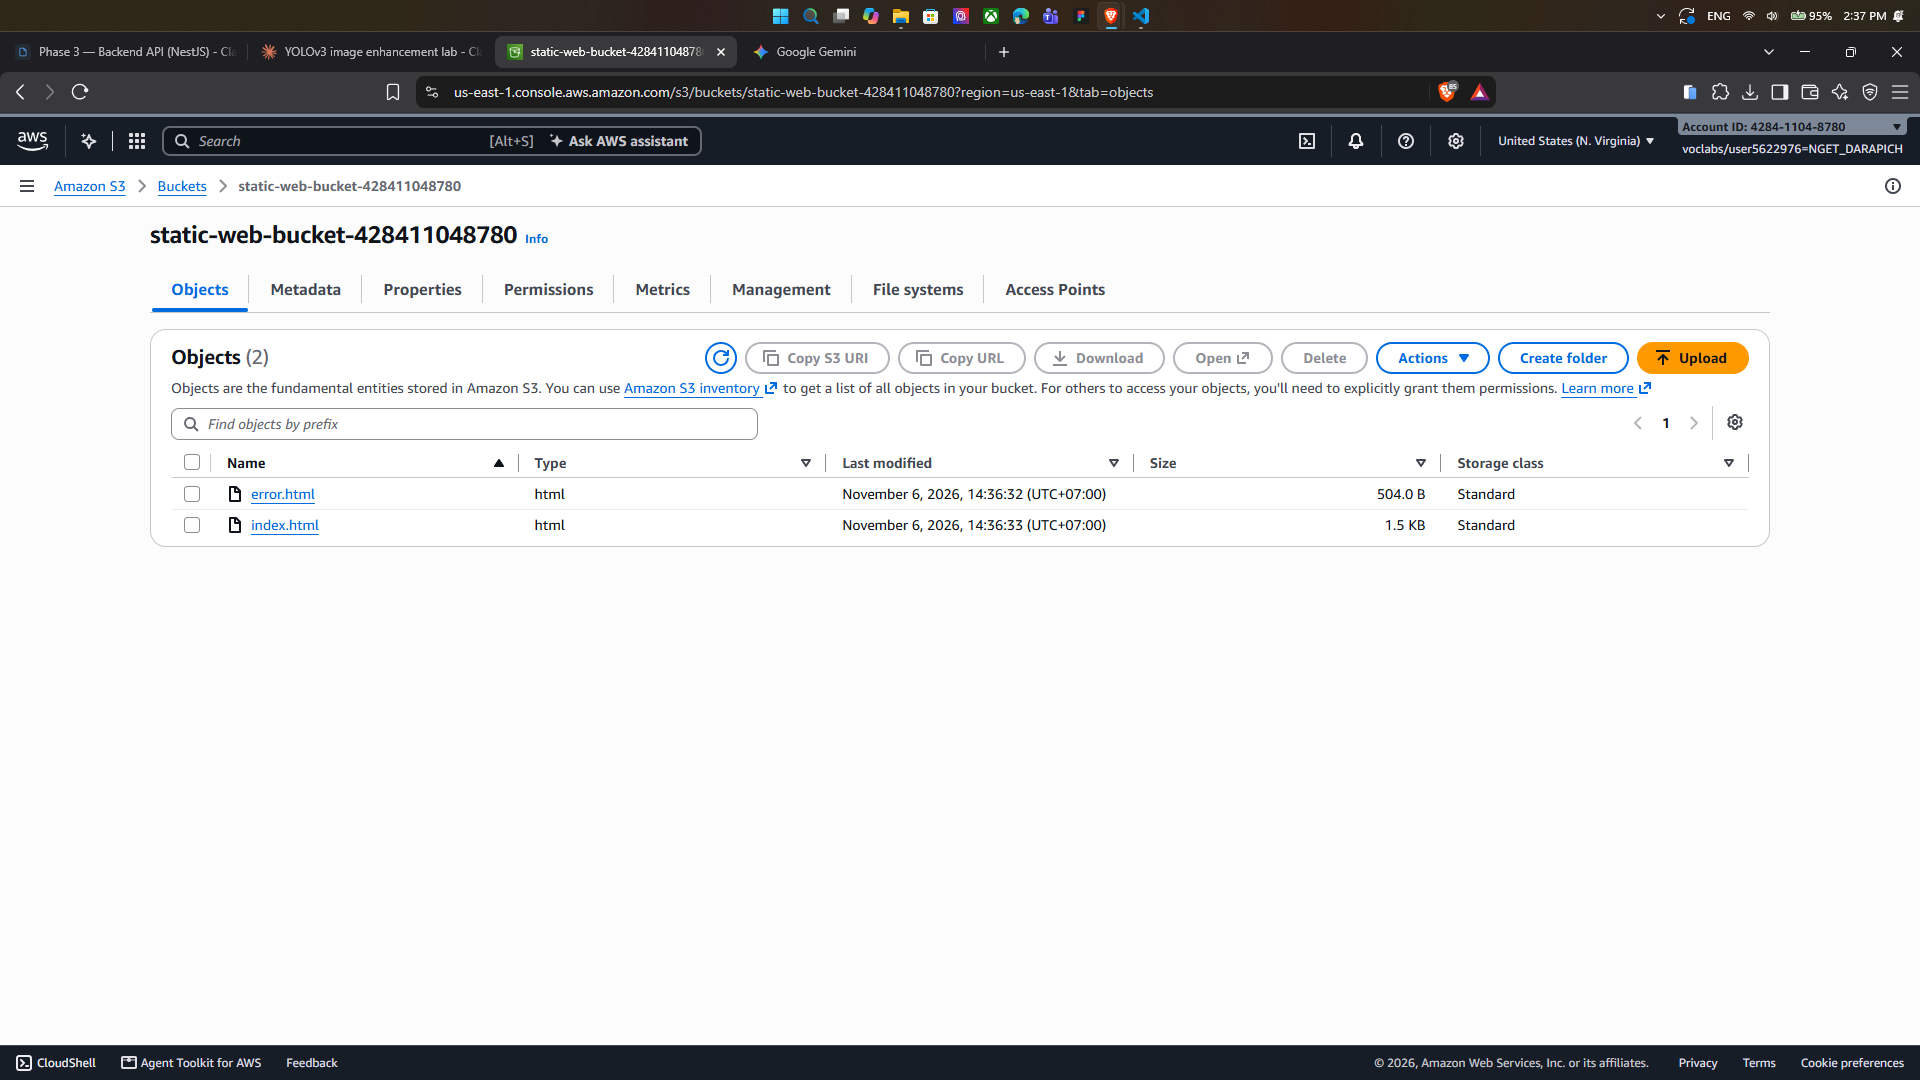 ENG 95% 2:37 PM
Phase 3 — Backend API (NestJS) - Cla
YOLOv3 image enhancement lab - Cl
static-web-bucket-428411048780
Google Gemini
us-east-1.console.aws.amazon.com/s3/buckets/static-web-bucket-428411048780?region=us-east-1&tab=objects
85
aws
Search [Alt+S] Ask AWS assistant
United States (N. Virginia)
Account ID: 4284-1104-8780
voclabs/user5622976=NGET_DARAPICH
Amazon S3 Buckets static-web-bucket-428411048780
static-web-bucket-428411048780 Info
Objects Metadata Properties Permissions Metrics Management File systems Access Points
Objects (2) Copy S3 URI Copy URL Download Open Delete Actions Create folder Upload
Objects are the fundamental entities stored in Amazon S3. You can use Amazon S3 inventory to get a list of all objects in your bucket. For others to access your objects, you'll need to explicitly grant them permissions. Learn more
Find objects by prefix 1
Name Type Last modified Size Storage class
error.html html November 6, 2026, 14:36:32 (UTC+07:00) 504.0 B Standard
index.html html November 6, 2026, 14:36:33 (UTC+07:00) 1.5 KB Standard
CloudShell Agent Toolkit for AWS Feedback © 2026, Amazon Web Services, Inc. or its affiliates. Privacy Terms Cookie preferences